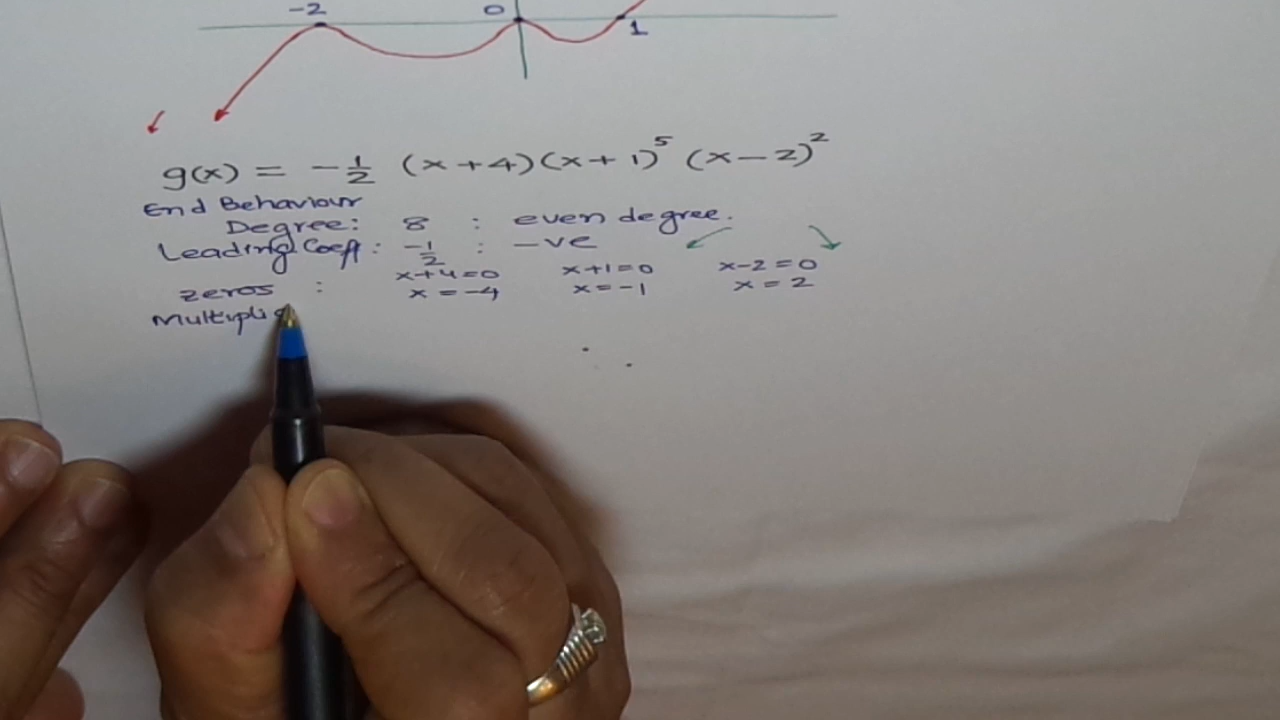 -2 0 1
g(x) = -1/2 (x+4)(x+1)^5 (x-2)^2
End Behaviour
Degree: 8 : even degree.
Leading Coeff: -1/2 : -ve
x+4=0 x+1=0 x-2=0
zeros : x=-4 x=-1 x=2
Multiplic